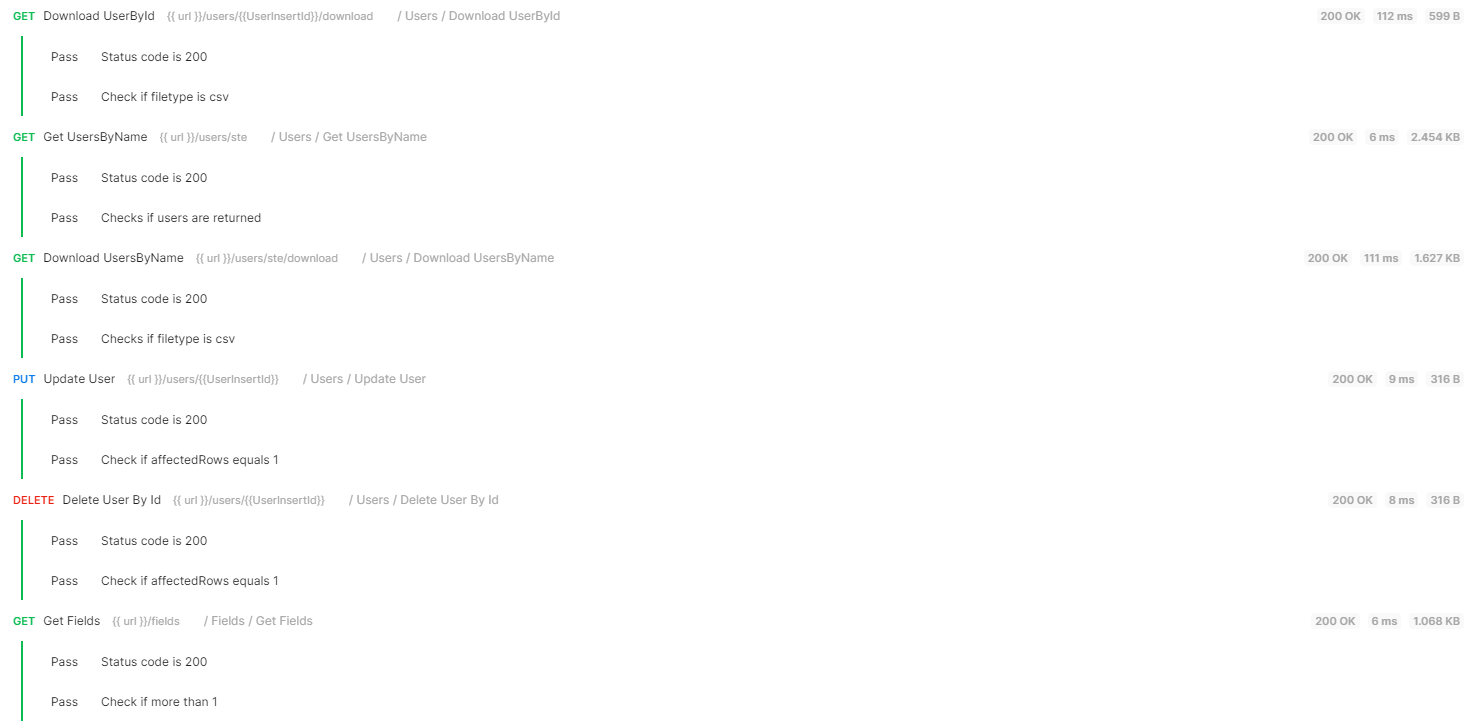 GET Download UserById {{ url }}/users/{{UserInsertId}}/download / Users / Download UserById 200 OK 112 ms 599 B
Pass Status code is 200
Pass Check if filetype is csv
GET Get UsersByName {{ url }}/users/ste / Users / Get UsersByName 200 OK 6 ms 2.454 KB
Pass Status code is 200
Pass Checks if users are returned
GET Download UsersByName {{ url }}/users/ste/download / Users / Download UsersByName 200 OK 111 ms 1.627 KB
Pass Status code is 200
Pass Checks if filetype is csv
PUT Update User {{ url }}/users/{{UserInsertId}} / Users / Update User 200 OK 9 ms 316 B
Pass Status code is 200
Pass Check if affectedRows equals 1
DELETE Delete User By Id {{ url }}/users/{{UserInsertId}} / Users / Delete User By Id 200 OK 8 ms 316 B
Pass Status code is 200
Pass Check if affectedRows equals 1
GET Get Fields {{ url }}/fields / Fields / Get Fields 200 OK 6 ms 1.068 KB
Pass Status code is 200
Pass Check if more than 1